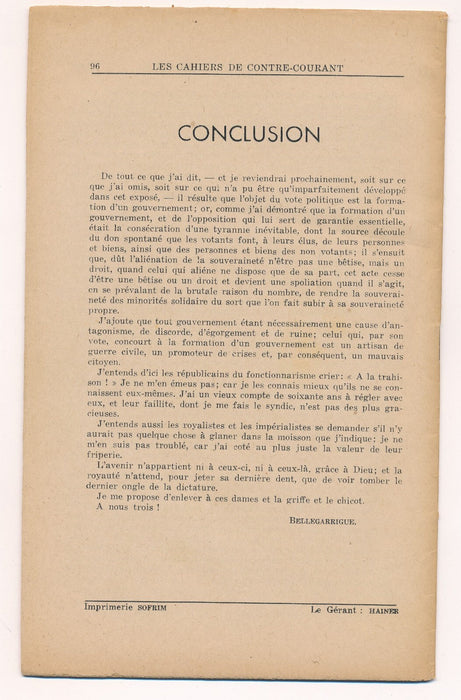 96 LES CAHIERS DE CONTRE-COURANT
CONCLUSION
De tout ce que j'ai dit, — et je reviendrai prochainement, soit sur ce
que j'ai omis, soit sur ce qui n'a pu être qu'imparfaitement développé
dans cet exposé, — il résulte que l'objet du vote politique est la forma-
tion d'un gouvernement; or, comme j'ai démontré que la formation d'un
gouvernement, et de l'opposition qui lui sert de garantie essentielle,
était la consécration d'une tyrannie inévitable, dont la source découle
du don spontané que les votants font, à leurs élus, de leurs personnes
et biens, ainsi que des personnes et biens des non votants; il s'ensuit
que, dût l'aliénation de la souveraineté n'être pas une bêtise, mais un
droit, quand celui qui aliéne ne dispose que de sa part, cet acte cesse
d'être une bêtise ou un droit et devient une spoliation quand il s'agit,
en se prévalant de la brutale raison du nombre, de rendre la souverai-
neté des minorités solidaire du sort que l'on fait subir à sa souveraineté
propre.
J'ajoute que tout gouvernement étant nécessairement une cause d'an-
tagonisme, de discorde, d'égorgement et de ruine; celui qui, par son
vote, concourt à la formation d'un gouvernement est un artisan de
guerre civile, un promoteur de crises et, par conséquent, un mauvais
citoyen.
J'entends d'ici les républicains du fonctionnarisme crier: « A la trahi-
son ! » Je ne m'en émeus pas; car je les connais mieux qu'ils ne se con-
naissent eux-mêmes. J'ai un vieux compte de soixante ans à régler avec
eux, et leur faillite, dont je me fais le syndic, n'est pas des plus gra-
cieuses.
J'entends aussi les royalistes et les impérialistes se demander s'il n'y
aurait pas quelque chose à glaner dans la moisson que j'indique: je ne
m'en suis pas troublé, car j'ai coté au plus juste la valeur de leur
friperie.
L'avenir n'appartient ni à ceux-ci, ni à ceux-là, grâce à Dieu; et la
royauté n'attend, pour jeter sa dernière dent, que de voir tomber le
dernier ongle de la dictature.
Je me propose d'enlever à ces dames et la griffe et le chicot.
A nous trois !
BELLEGARRIGUE.
Imprimerie SOFRIM Le Gérant : HAINER